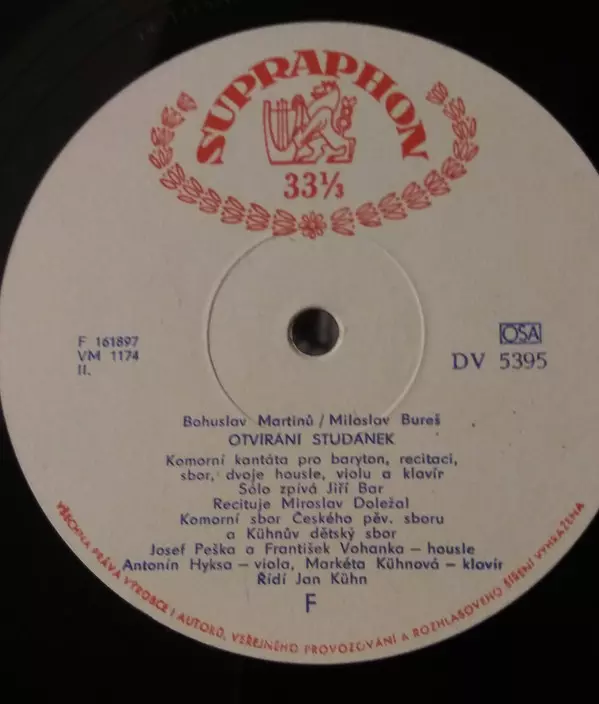 SUPRAPHON
33⅓
F 161897
VM 1174
II.
OSA
DV 5395
Bohuslav Martinů / Miloslav Bureš
OTVÍRÁNÍ STUDÁNEK
Komorní kantáta pro baryton, recitaci,
sbor, dvoje housle, violu a klavír
Sólo zpívá Jiří Bar
Recituje Miroslav Doležal
Komorní sbor Českého pěv. sboru
a Kühnův dětský sbor
Josef Peška a František Vohanka — housle
Antonín Hyksa — viola, Markéta Kühnová — klavír
Řídí Jan Kühn
F
VŠECHNA PRÁVA VÝROBCE I AUTORŮ, VEŘEJNÉHO PROVOZOVÁNÍ A ROZHLASOVÉHO ŠÍŘENÍ VYHRAZENA